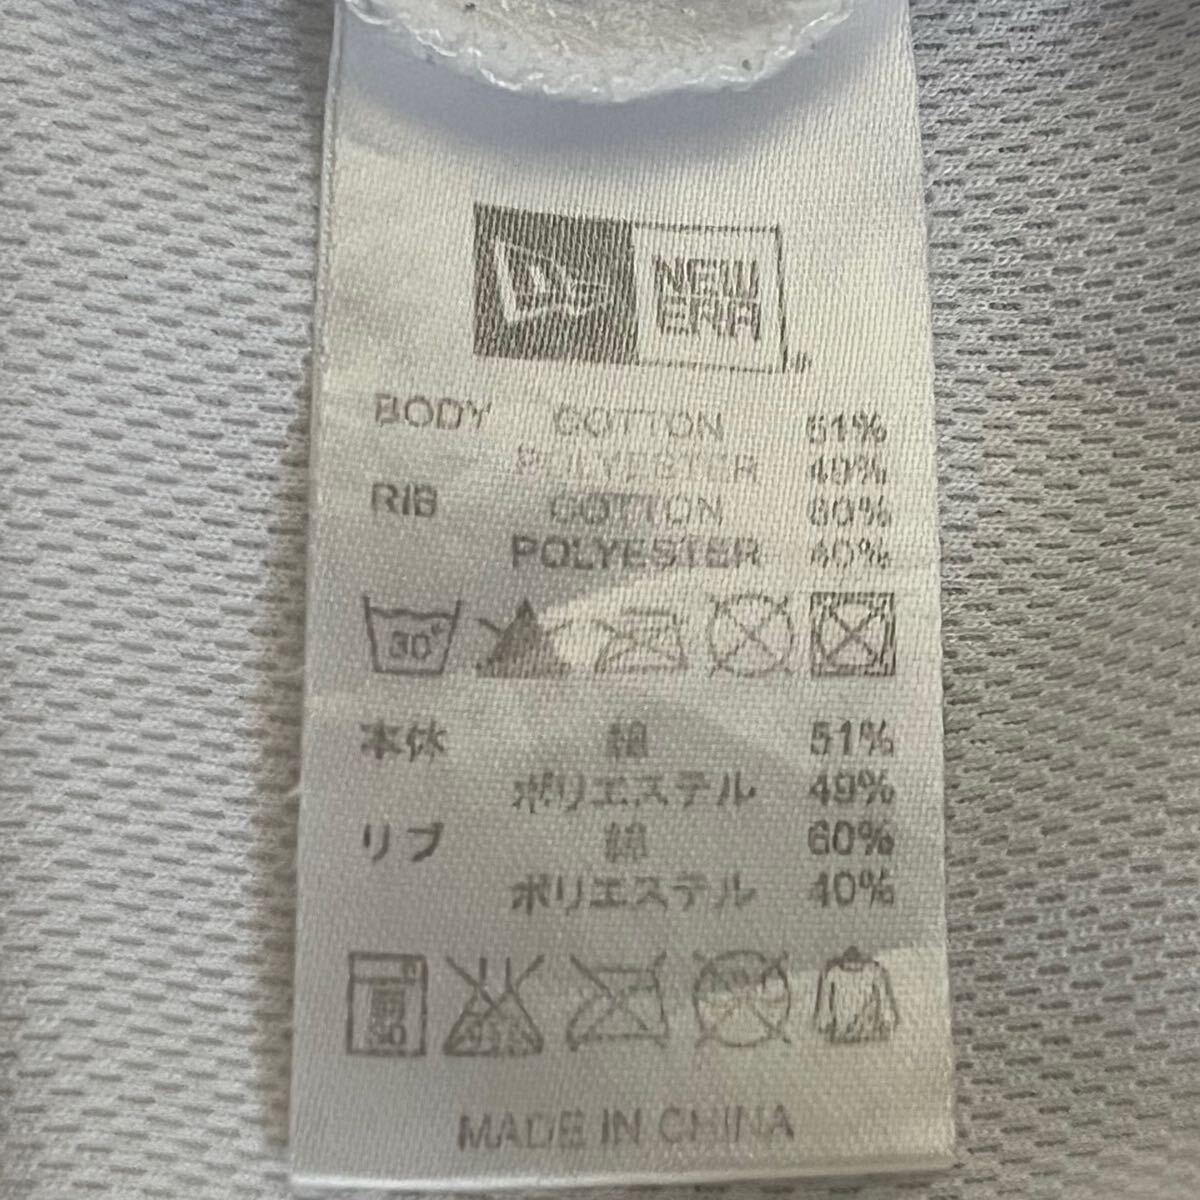 NEW
ERA
BODY COTTON 51%
POLYESTER 49%
RIB COTTON 60%
POLYESTER 40%
30°
本体 綿 51%
ポリエステル 49%
リブ 綿 60%
ポリエステル 40%
30
MADE IN CHINA